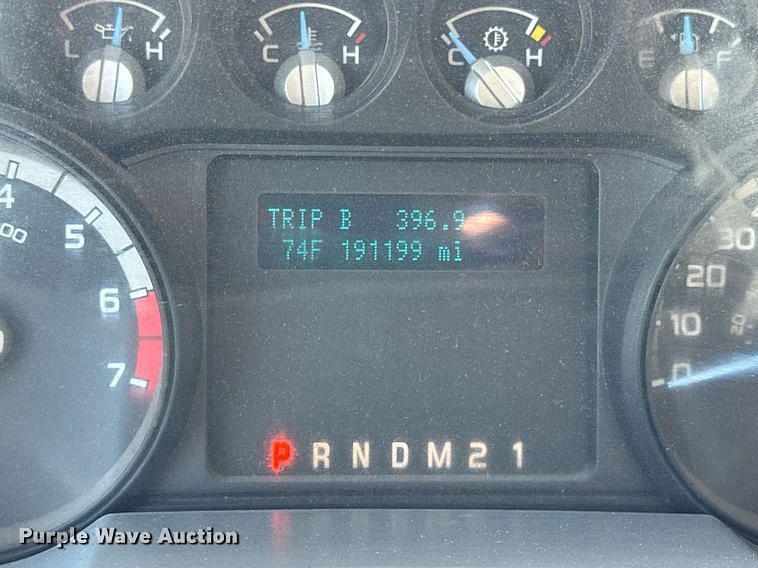 L H
C H
C H
E F
4
00
5
6
7
TRIP B 396.9
74F 191199 mi
30
20
10
0
20
P R N D M 2 1
Purple Wave Auction